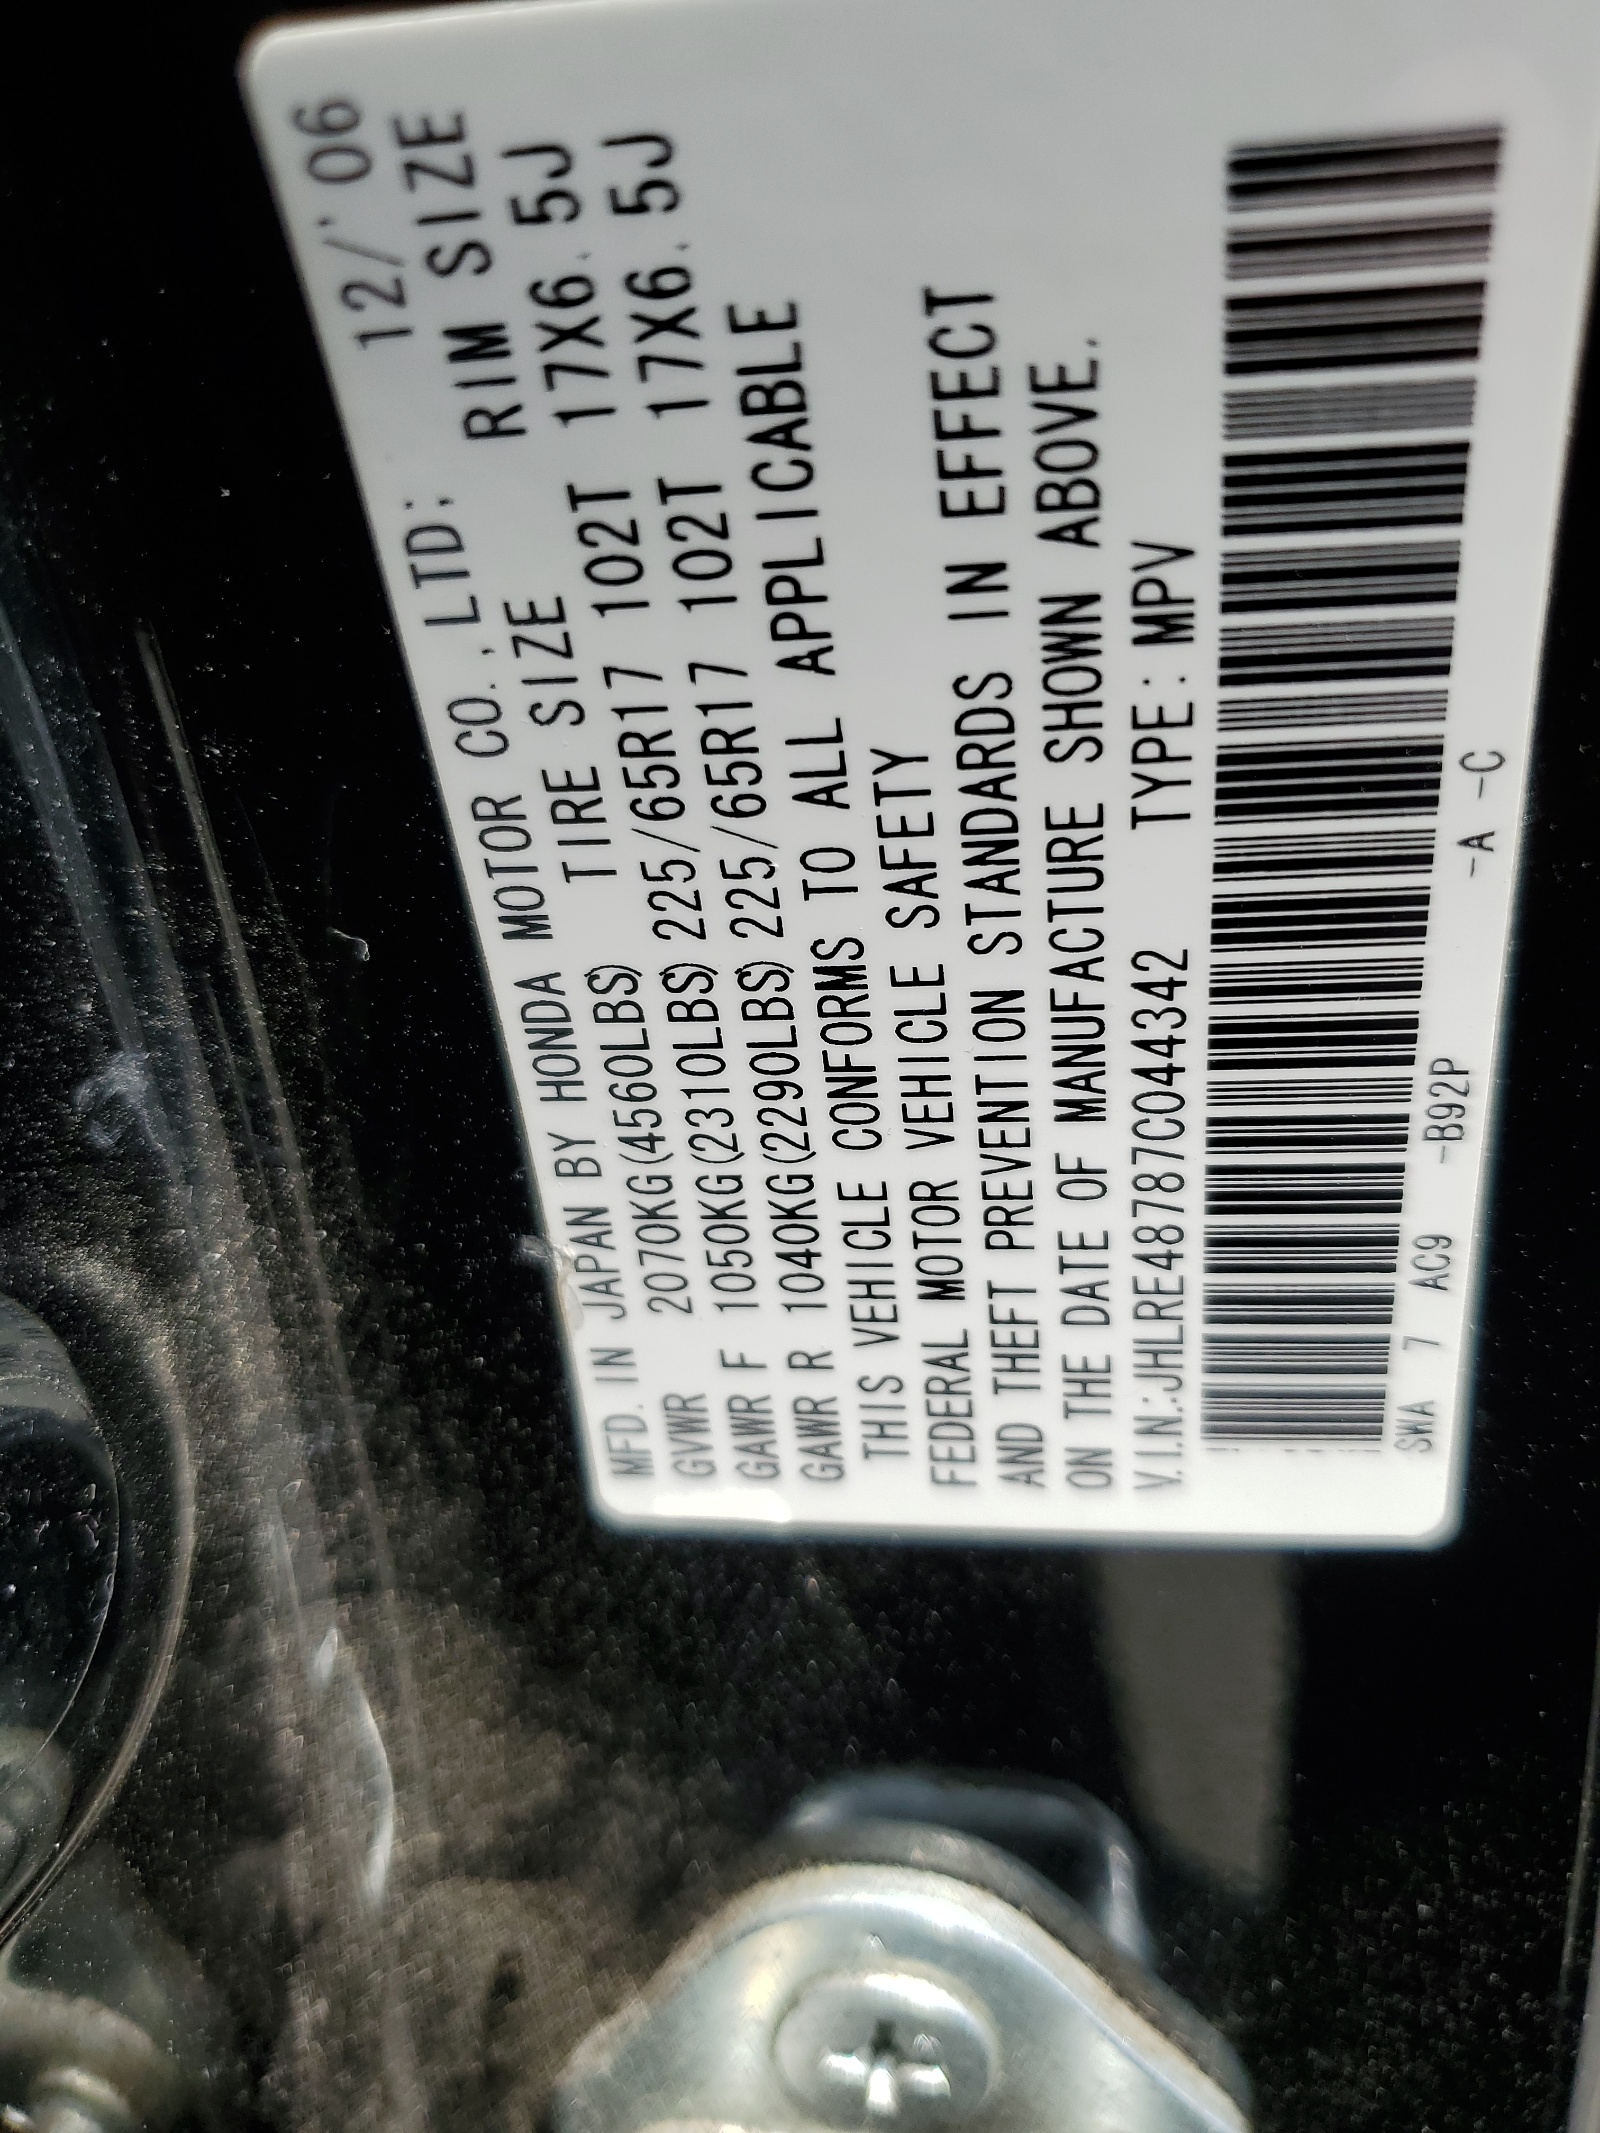 MFD. IN JAPAN BY HONDA MOTOR CO., LTD; 12/'06
GVWR TIRE SIZE RIM SIZE
2070KG(4560LBS)
GAWR F 1050KG(2310LBS) 225/65R17 102T 17X6.5J
GAWR R 1040KG(2290LBS) 225/65R17 102T 17X6.5J
THIS VEHICLE CONFORMS TO ALL APPLICABLE
FEDERAL MOTOR VEHICLE SAFETY
AND THEFT PREVENTION STANDARDS IN EFFECT
ON THE DATE OF MANUFACTURE SHOWN ABOVE.
V.I.N.:JHLRE48787C044342 TYPE: MPV
SWA 7 AC9 -B92P -A -C